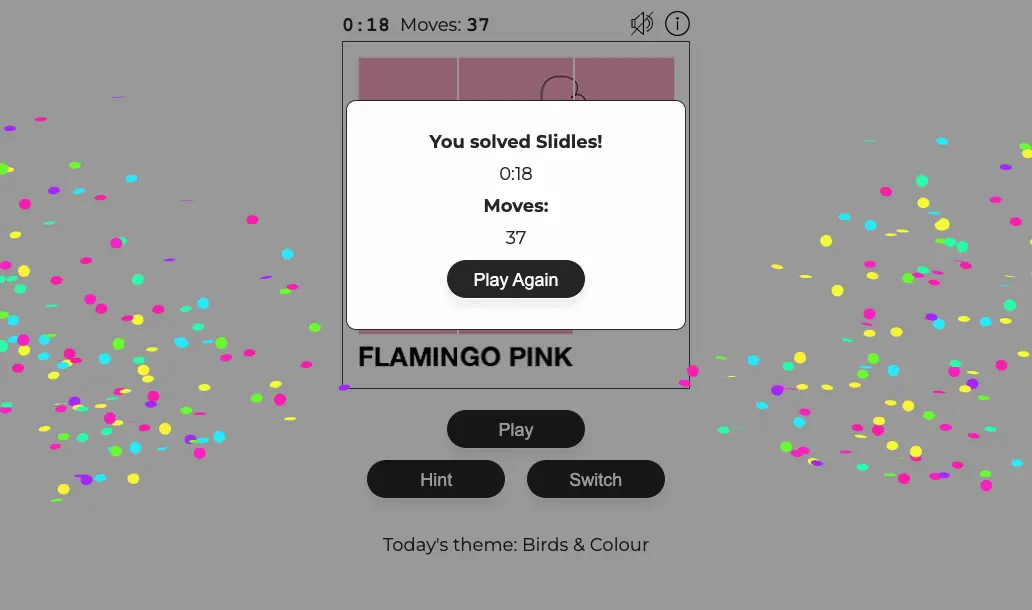 0:18 Moves: 37
You solved Slidles!
0:18
Moves:
37
Play Again
FLAMINGO PINK
Play
Hint Switch
Today's theme: Birds & Colour